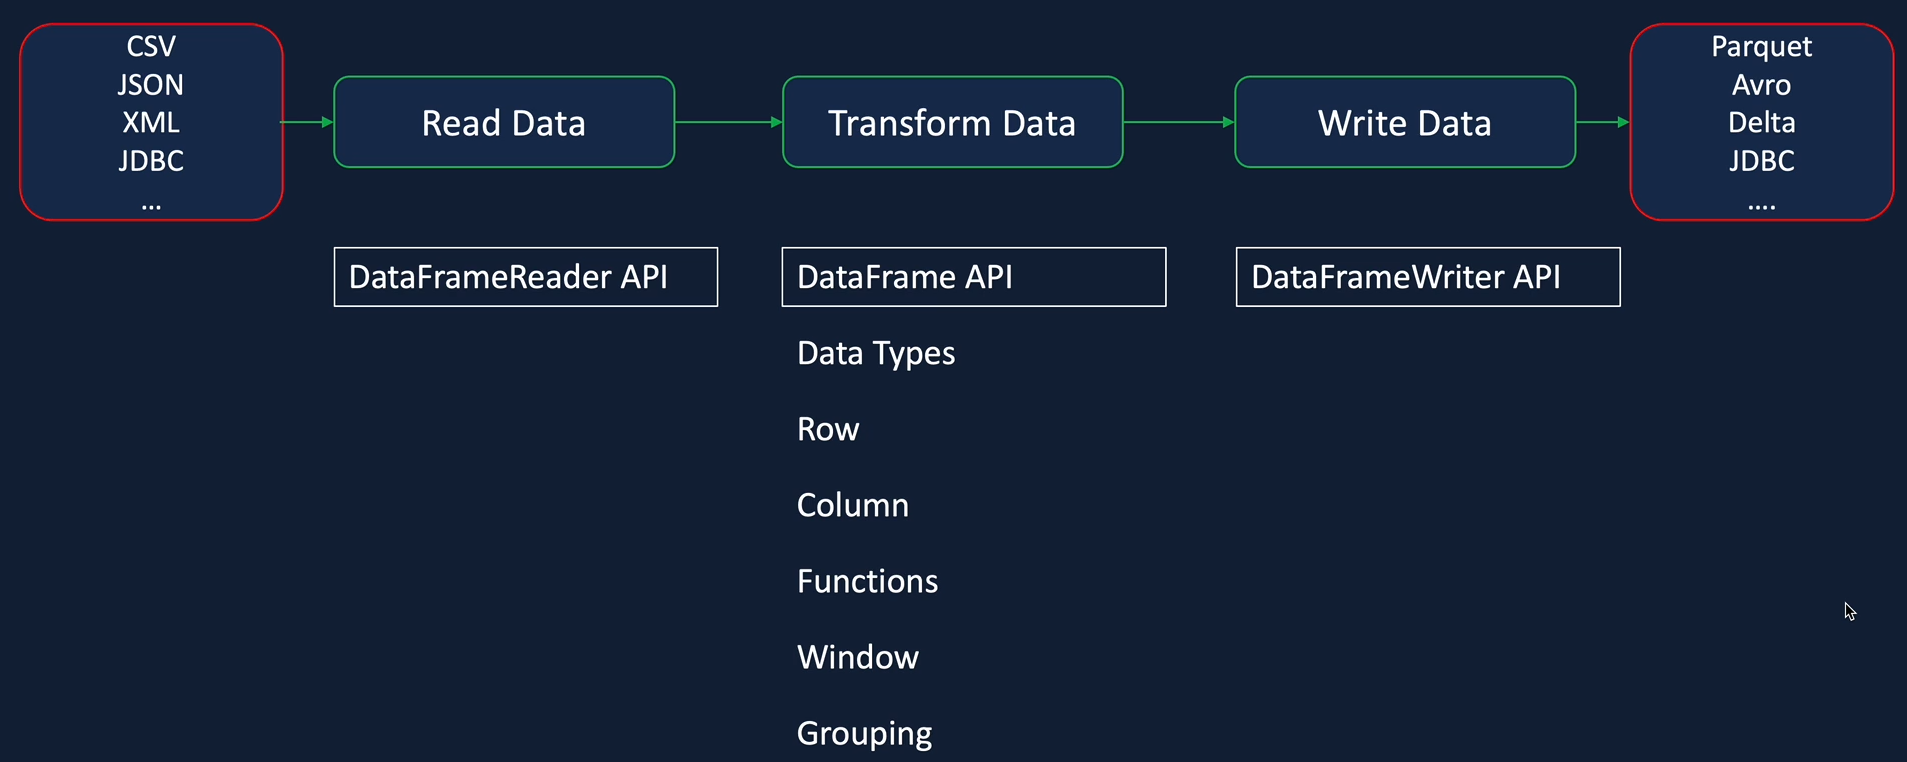 CSV
JSON
XML
JDBC
...
Read Data
Transform Data
Write Data
Parquet
Avro
Delta
JDBC
....
DataFrameReader API
DataFrame API
DataFrameWriter API
Data Types
Row
Column
Functions
Window
Grouping